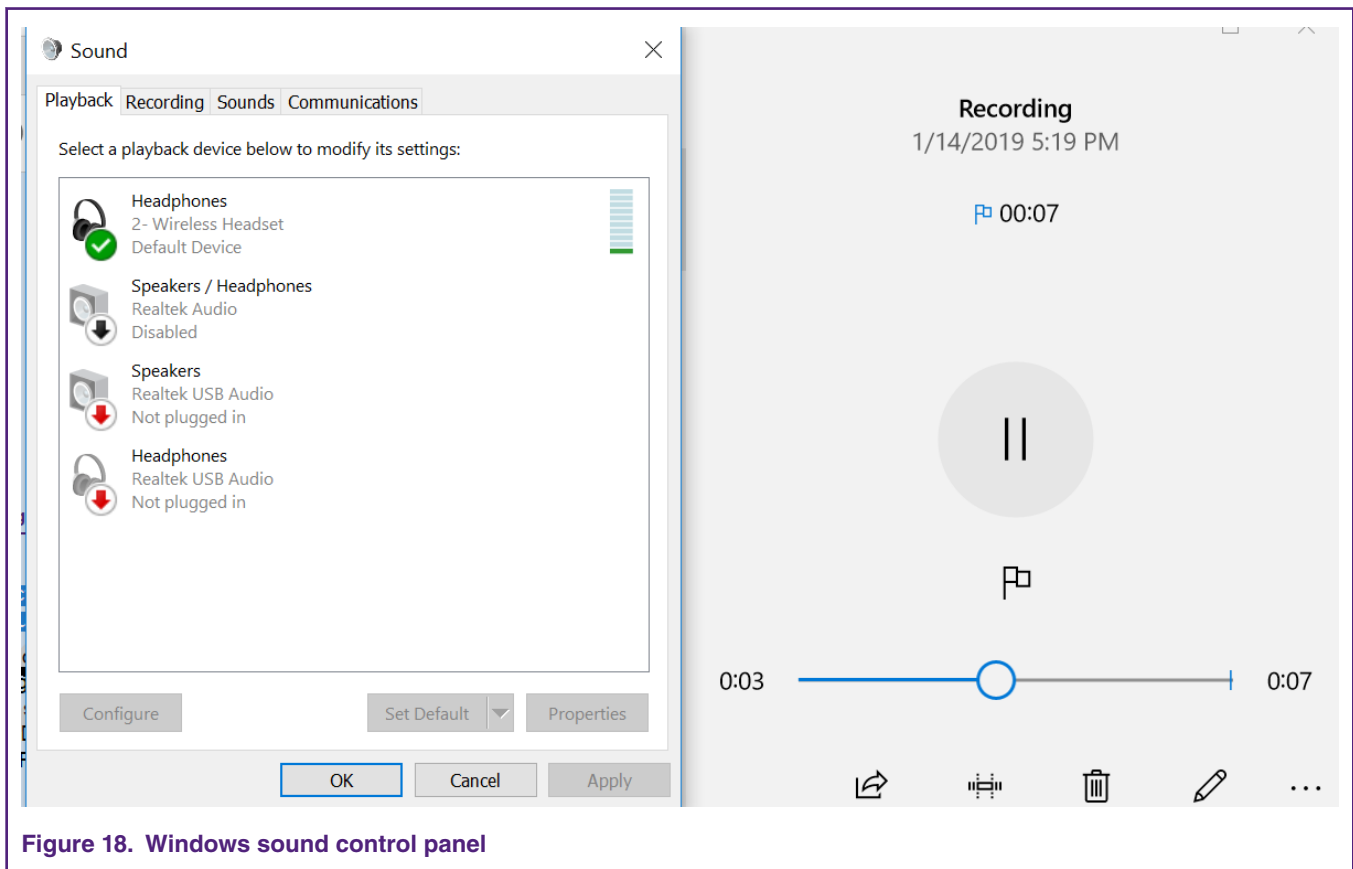 Sound
Playback Recording Sounds Communications
Select a playback device below to modify its settings:
Headphones
2- Wireless Headset
Default Device
Speakers / Headphones
Realtek Audio
Disabled
Speakers
Realtek USB Audio
Not plugged in
Headphones
Realtek USB Audio
Not plugged in
Configure Set Default Properties
OK Cancel Apply
Recording
1/14/2019 5:19 PM
00:07
0:03 0:07
Figure 18. Windows sound control panel